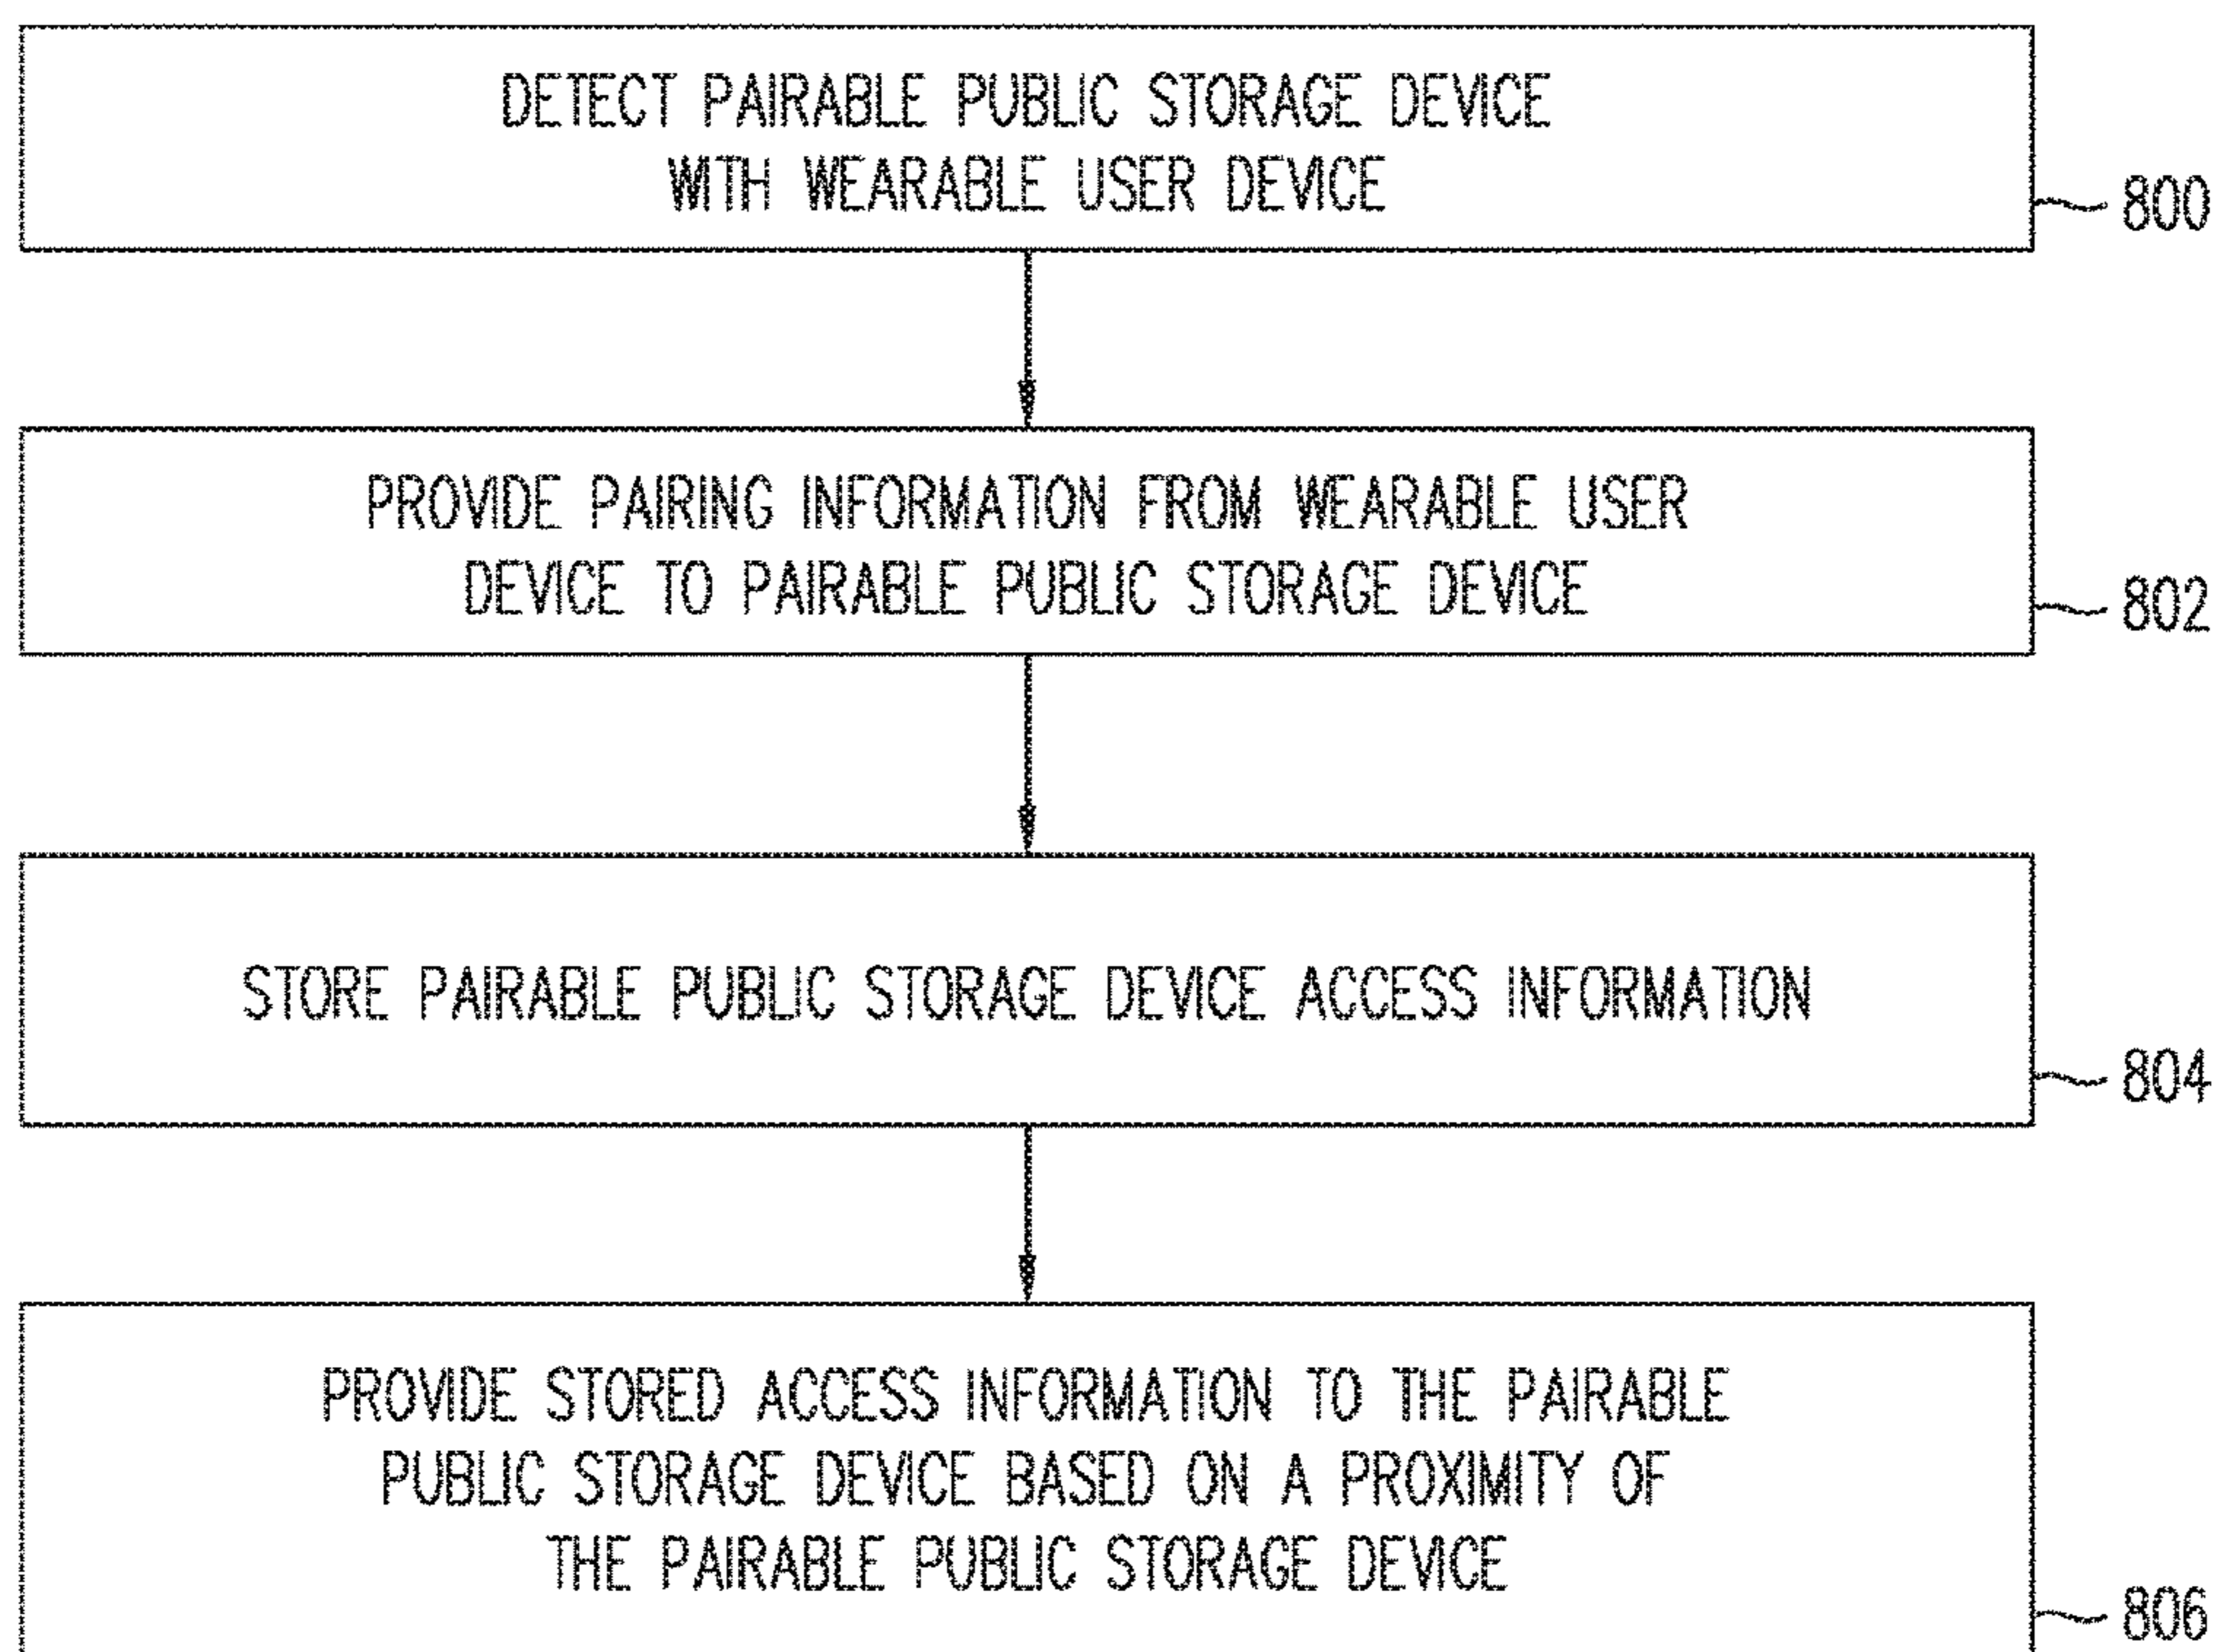 DETECT PAIRABLE PUBLIC STORAGE DEVICE
WITH WEARABLE USER DEVICE
800
PROVIDE PAIRING INFORMATION FROM WEARABLE USER
DEVICE TO PAIRABLE PUBLIC STORAGE DEVICE
802
STORE PAIRABLE PUBLIC STORAGE DEVICE ACCESS INFORMATION
804
PROVIDE STORED ACCESS INFORMATION TO THE PAIRABLE
PUBLIC STORAGE DEVICE BASED ON A PROXIMITY OF
THE PAIRABLE PUBLIC STORAGE DEVICE
806